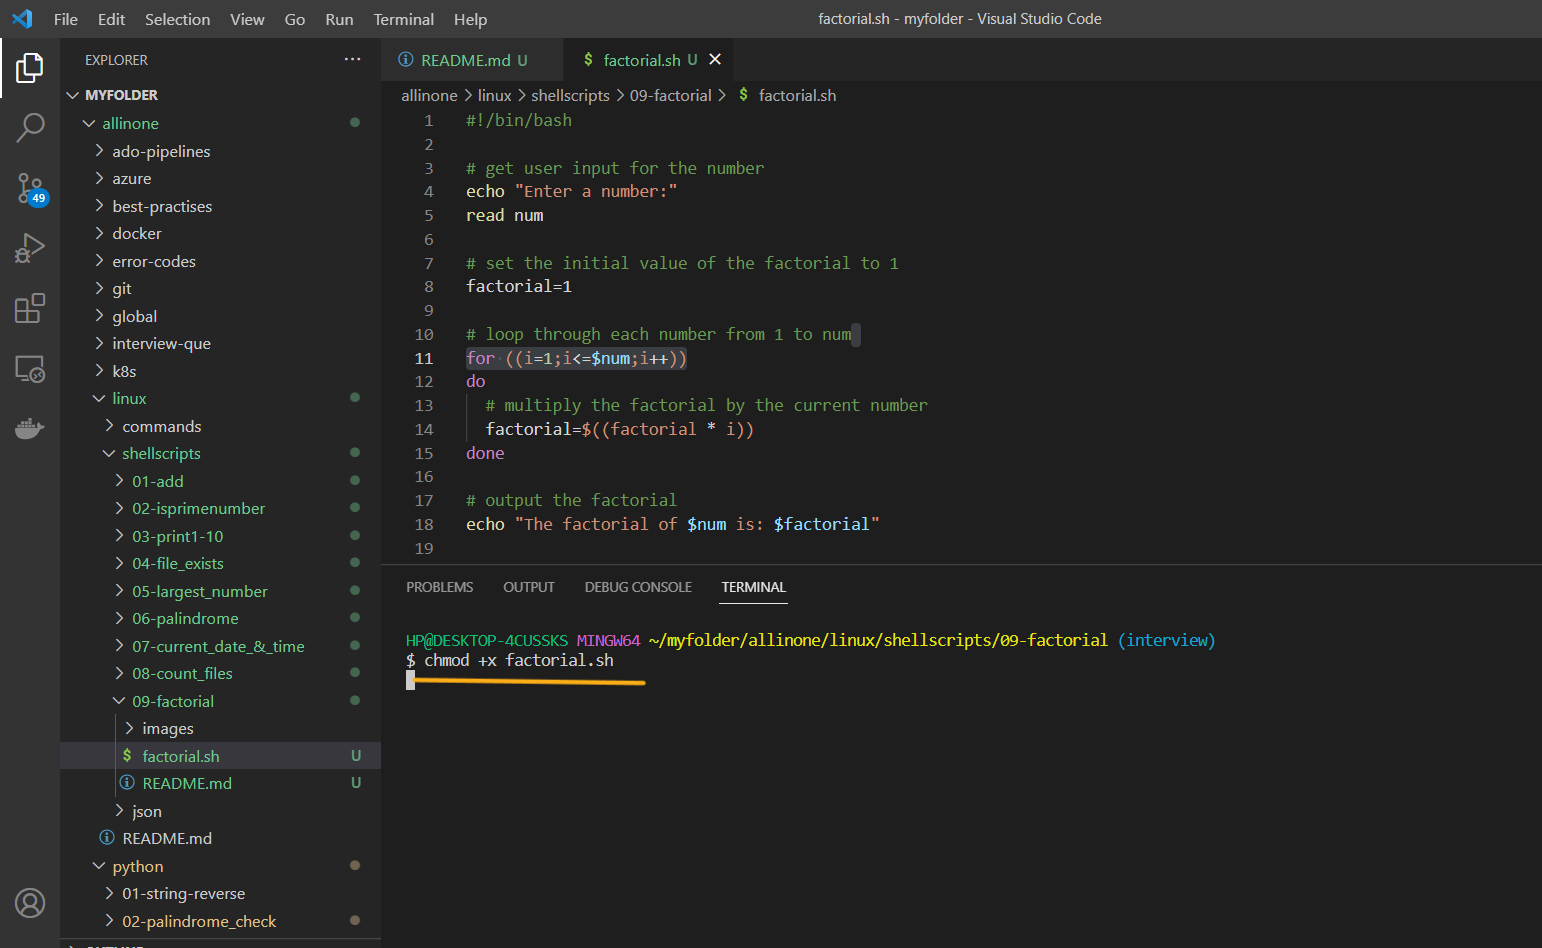 File Edit Selection View Go Run Terminal Help
factorial.sh - myfolder - Visual Studio Code
EXPLORER
MYFOLDER
allinone
ado-pipelines
azure
best-practises
docker
error-codes
git
global
interview-que
k8s
linux
commands
shellscripts
01-add
02-isprimenumber
03-print1-10
04-file_exists
05-largest_number
06-palindrome
07-current_date_&_time
08-count_files
09-factorial
images
$ factorial.sh U
README.md U
json
README.md
python
01-string-reverse
02-palindrome_check
49
README.md U
$ factorial.sh U
allinone > linux > shellscripts > 09-factorial > $ factorial.sh
1 #!/bin/bash
2
3 # get user input for the number
4 echo "Enter a number:"
5 read num
6
7 # set the initial value of the factorial to 1
8 factorial=1
9
10 # loop through each number from 1 to num
11 for ((i=1;i<=$num;i++))
12 do
13 # multiply the factorial by the current number
14 factorial=$((factorial * i))
15 done
16
17 # output the factorial
18 echo "The factorial of $num is: $factorial"
19
PROBLEMS OUTPUT DEBUG CONSOLE TERMINAL
HP@DESKTOP-4CUSSKS MINGW64 ~/myfolder/allinone/linux/shellscripts/09-factorial (interview)
$ chmod +x factorial.sh